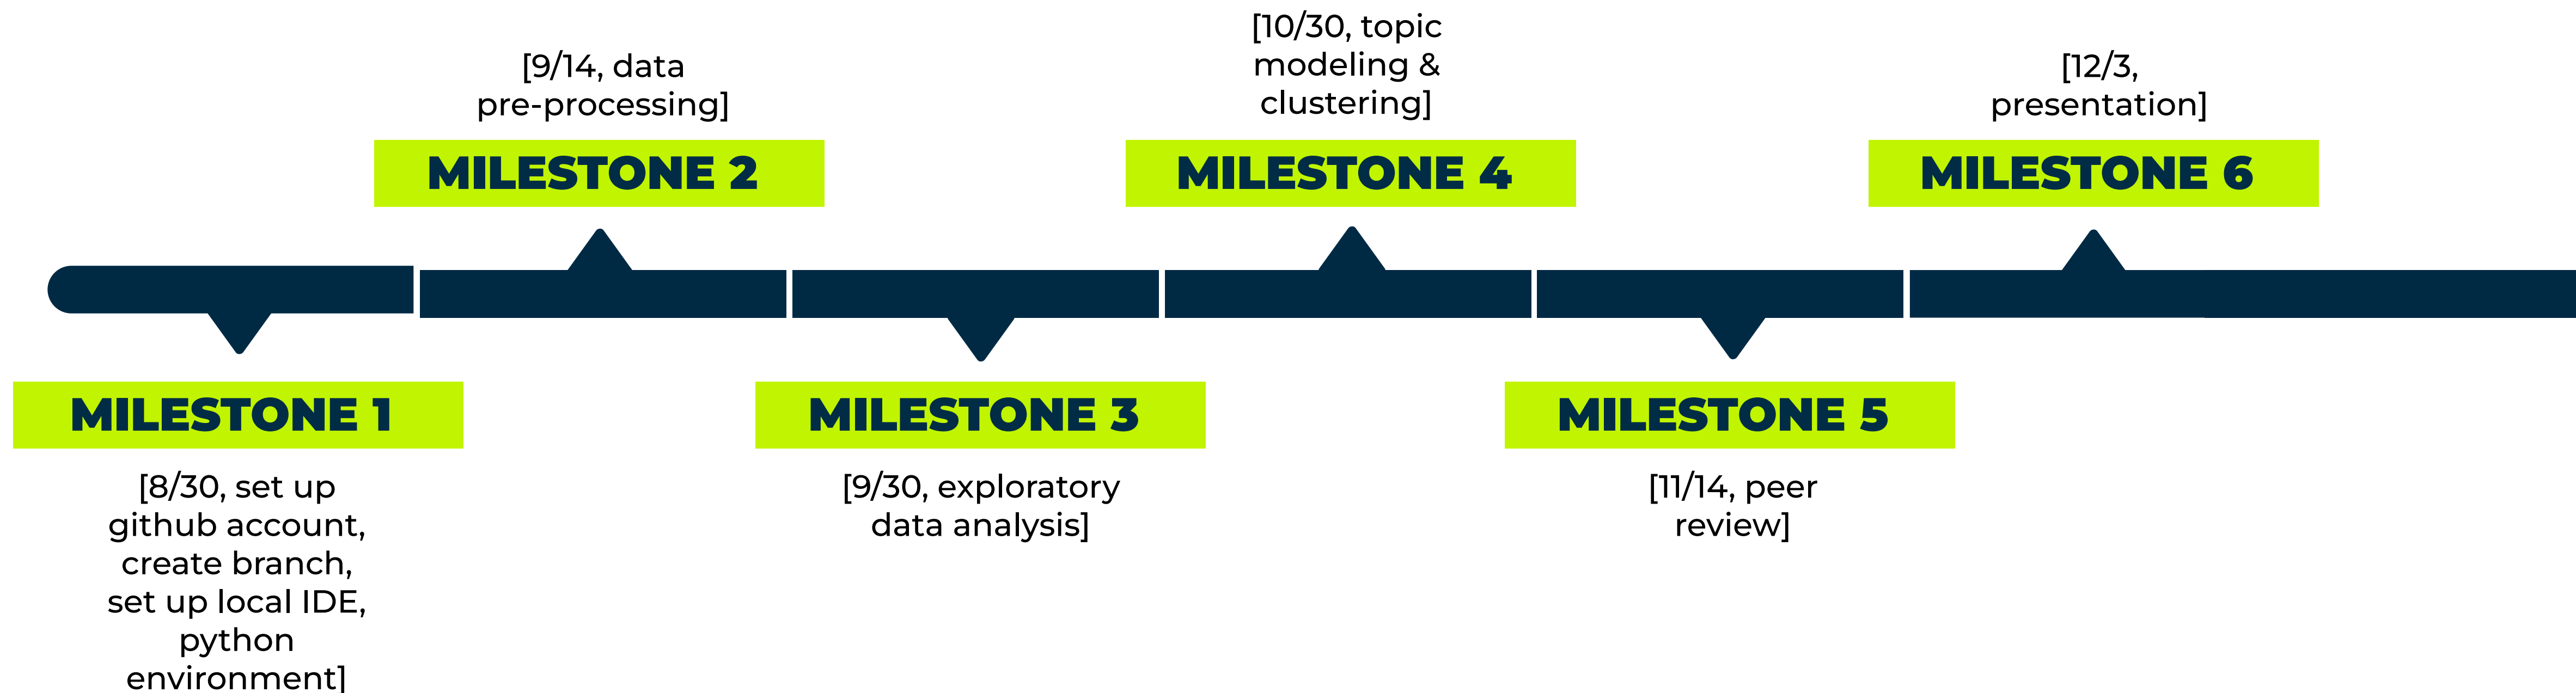 [9/14, data
pre-processing]
MILESTONE 2
[10/30, topic
modeling &
clustering]
MILESTONE 4
[12/3,
presentation]
MILESTONE 6
MILESTONE 1
[8/30, set up
github account,
create branch,
set up local IDE,
python
environment]
MILESTONE 3
[9/30, exploratory
data analysis]
MILESTONE 5
[11/14, peer
review]